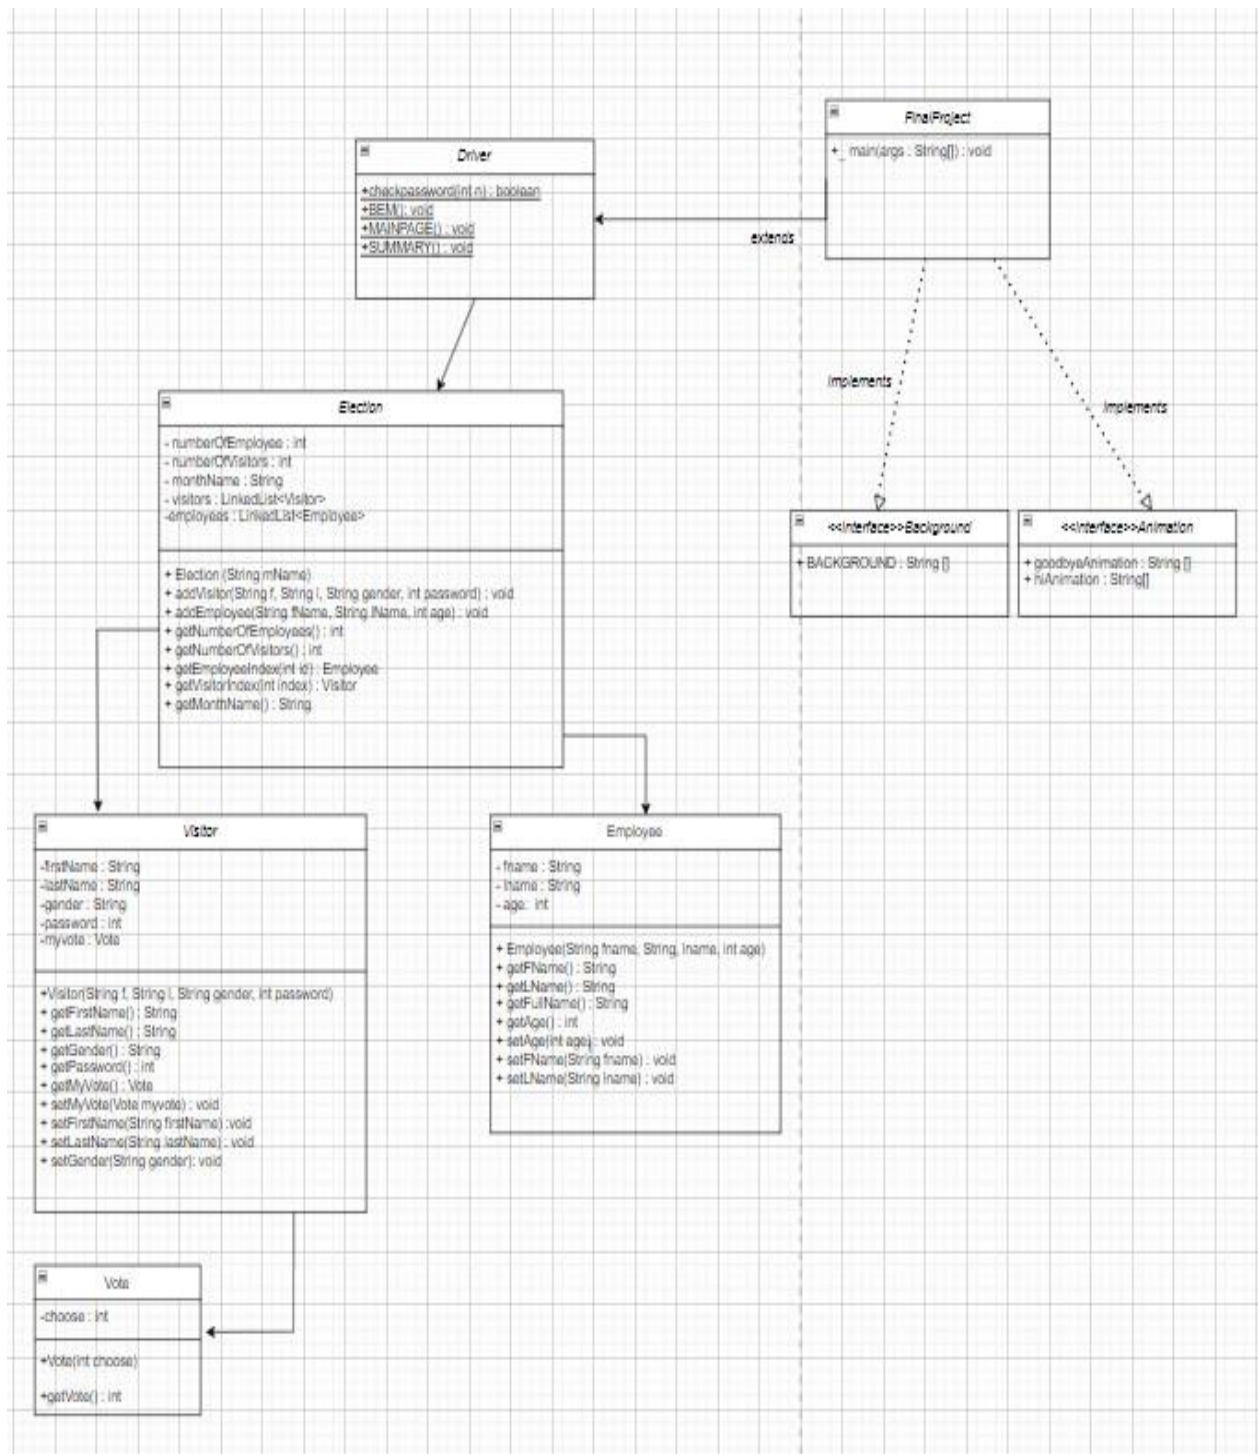 FinalProject
+ main(args : String[]) : void
Driver
+checkpassword(int n) : boolean
+BEM(): void
+MAINPAGE() : void
+SUMMARY() : void
extends
implements
implements
Election
- numberOfEmployee : int
- numberOfVisitors : int
- monthName : String
- visitors : LinkedList<Visitor>
-employees : LinkedList<Employee>
+ Election (String mName)
+ addVisitor(String f, String l, String gender, int password) : void
+ addEmployee(String fName, String lName, int age) : void
+ getNumberOfEmployees() : int
+ getNumberOfVisitors() : int
+ getEmployeeIndex(int id) : Employee
+ getVisitorIndex(int index) : Visitor
+ getMonthName() : String
<<Interface>>Background
+ BACKGROUND : String []
<<Interface>>Animation
+ goodbyeAnimation : String []
+ hiAnimation : String[]
Visitor
-firstName : String
-lastName : String
-gender : String
-password : int
-myvote : Vote
+Visitor(String f, String l, String gender, int password)
+ getFirstName() : String
+ getLastName() : String
+ getGender() : String
+ getPassword() : int
+ getMyVote() : Vote
+ setMyVote(Vote myvote) : void
+ setFirstName(String firstName) :void
+ setLastName(String lastName) : void
+ setGender(String gender): void
Employee
- fname : String
- lname : String
- age : int
+ Employee(String fname, String, lname, int age)
+ getFName() : String
+ getLName() : String
+ getFullName() : String
+ getAge() : int
+ setAge(int age) : void
+ setFName(String fname) : void
+ setLName(String lname) : void
Vote
-choose : int
+Vote(int choose)
+getVote() : int